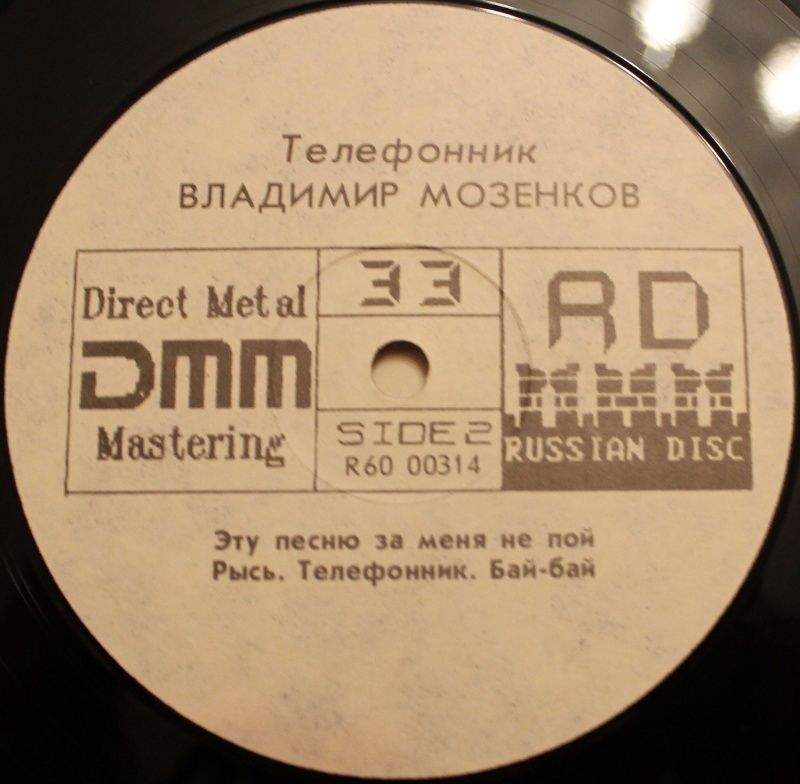 Телефонник
ВЛАДИМИР МОЗЕНКОВ
Direct Metal
DMM
Mastering
33
SIDE 2
R60 00314
RD
RUSSIAN DISC
Эту песню за меня не пой
Рысь. Телефонник. Бай-бай